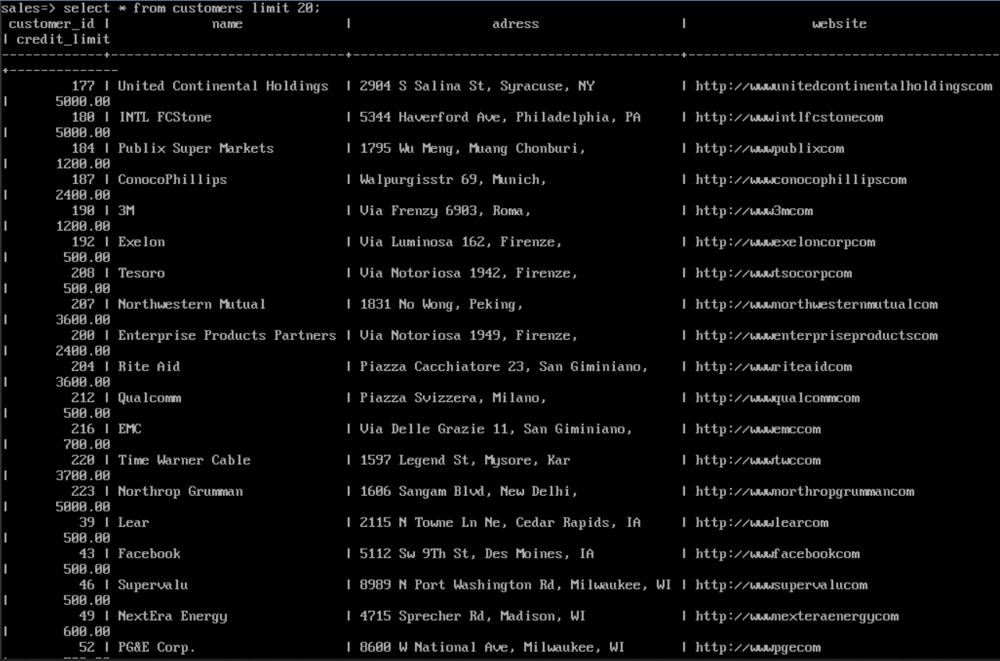 sales=> select * from customers limit 20;
 customer_id |             name             |                  adress                  |                website
| credit_limit
-------------+------------------------------+------------------------------------------+----------------------------------------
+--------------
         177 | United Continental Holdings  | 2904 S Salina St, Syracuse, NY           | http://wwwunitedcontinentalholdingscom
|      5000.00
         180 | INTL FCStone                 | 5344 Haverford Ave, Philadelphia, PA     | http://wwwintlfcstonecom
|      5000.00
         184 | Publix Super Markets         | 1795 Wu Meng, Muang Chonburi,            | http://wwwpublixcom
|      1200.00
         187 | ConocoPhillips               | Walpurgisstr 69, Munich,                 | http://wwwconocophillipscom
|      2400.00
         190 | 3M                           | Via Frenzy 6903, Roma,                   | http://www3mcom
|      1200.00
         192 | Exelon                       | Via Luminosa 162, Firenze,               | http://wwwexeloncorpcom
|       500.00
         208 | Tesoro                       | Via Notoriosa 1942, Firenze,             | http://wwwtsocorpcom
|       500.00
         207 | Northwestern Mutual          | 1831 No Wong, Peking,                    | http://wwwnorthwesternmutualcom
|      3600.00
         200 | Enterprise Products Partners | Via Notoriosa 1949, Firenze,             | http://wwwenterpriseproductscom
|      2400.00
         204 | Rite Aid                     | Piazza Cacchiatore 23, San Giminiano,    | http://wwwriteaidcom
|      3600.00
         212 | Qualcomm                     | Piazza Svizzera, Milano,                 | http://wwwqualcommcom
|       500.00
         216 | EMC                          | Via Delle Grazie 11, San Giminiano,      | http://wwwemccom
|       700.00
         220 | Time Warner Cable            | 1597 Legend St, Mysore, Kar              | http://wwwtwccom
|      3700.00
         223 | Northrop Grumman             | 1606 Sangam Blvd, New Delhi,             | http://wwwnorthropgrummancom
|      5000.00
          39 | Lear                         | 2115 N Towne Ln Ne, Cedar Rapids, IA     | http://wwwlearcom
|       500.00
          43 | Facebook                     | 5112 Sw 9Th St, Des Moines, IA           | http://wwwfacebookcom
|       500.00
          46 | Supervalu                    | 8989 N Port Washington Rd, Milwaukee, WI | http://wwwsupervalucom
|       500.00
          49 | NextEra Energy               | 4715 Sprecher Rd, Madison, WI            | http://wwwnexteraenergycom
|       600.00
          52 | PG&E Corp.                   | 8600 W National Ave, Milwaukee, WI       | http://wwwpgecom